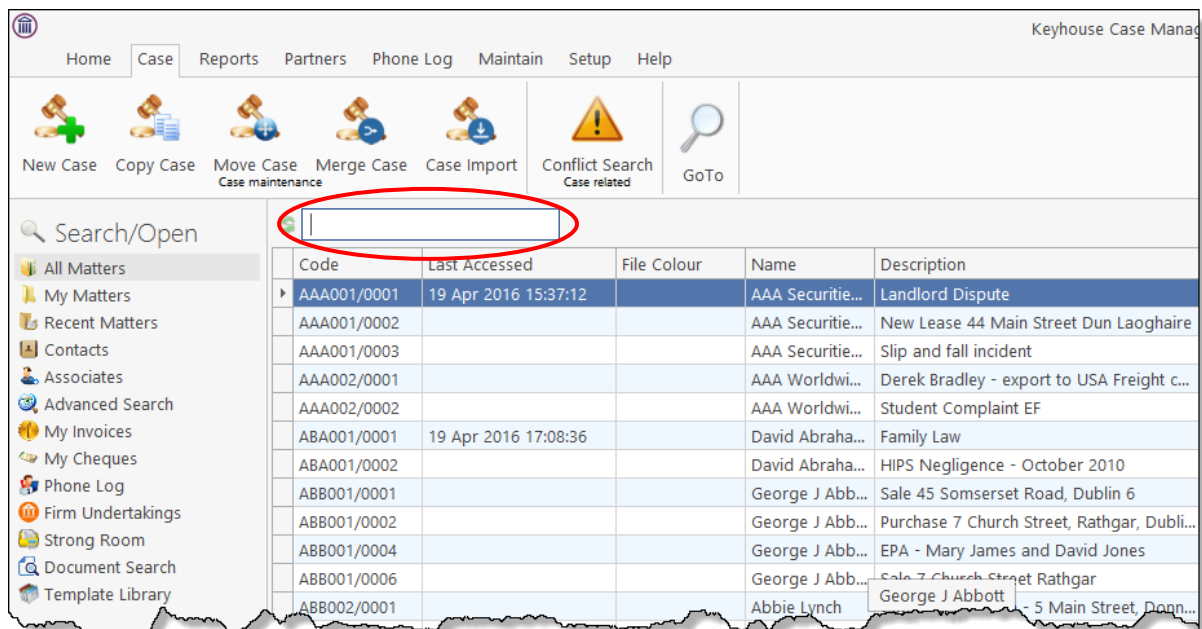 Keyhouse Case Manag
Home Case Reports Partners Phone Log Maintain Setup Help
New Case Copy Case Move Case Merge Case Case Import Conflict Search GoTo
Case maintenance Case related
Search/Open
All Matters
My Matters
Recent Matters
Contacts
Associates
Advanced Search
My Invoices
My Cheques
Phone Log
Firm Undertakings
Strong Room
Document Search
Template Library
Code Last Accessed File Colour Name Description
AAA001/0001 19 Apr 2016 15:37:12 AAA Securitie... Landlord Dispute
AAA001/0002 AAA Securitie... New Lease 44 Main Street Dun Laoghaire
AAA001/0003 AAA Securitie... Slip and fall incident
AAA002/0001 AAA Worldwi... Derek Bradley - export to USA Freight c...
AAA002/0002 AAA Worldwi... Student Complaint EF
ABA001/0001 19 Apr 2016 17:08:36 David Abraha... Family Law
ABA001/0002 David Abraha... HIPS Negligence - October 2010
ABB001/0001 George J Abb... Sale 45 Somserset Road, Dublin 6
ABB001/0002 George J Abb... Purchase 7 Church Street, Rathgar, Dubli...
ABB001/0004 George J Abb... EPA - Mary James and David Jones
ABB001/0006 George J Abb... Sale 7 Church Street Rathgar
George J Abbott
ABB002/0001 Abbie Lynch - 5 Main Street, Donn...